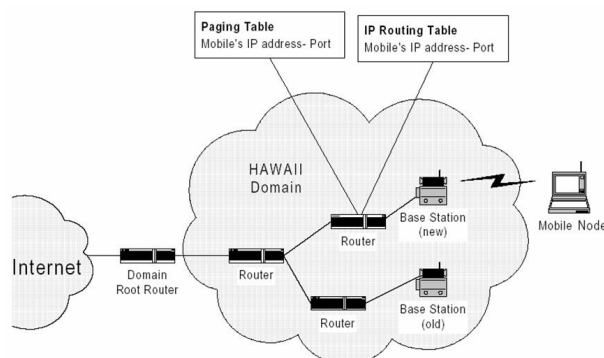 Paging Table
Mobile's IP address- Port
IP Routing Table
Mobile's IP address- Port
HAWAII
Domain
Base Station
(new)
Mobile Node
Router
Internet
Domain
Root Router
Router
Router
Base Station
(old)